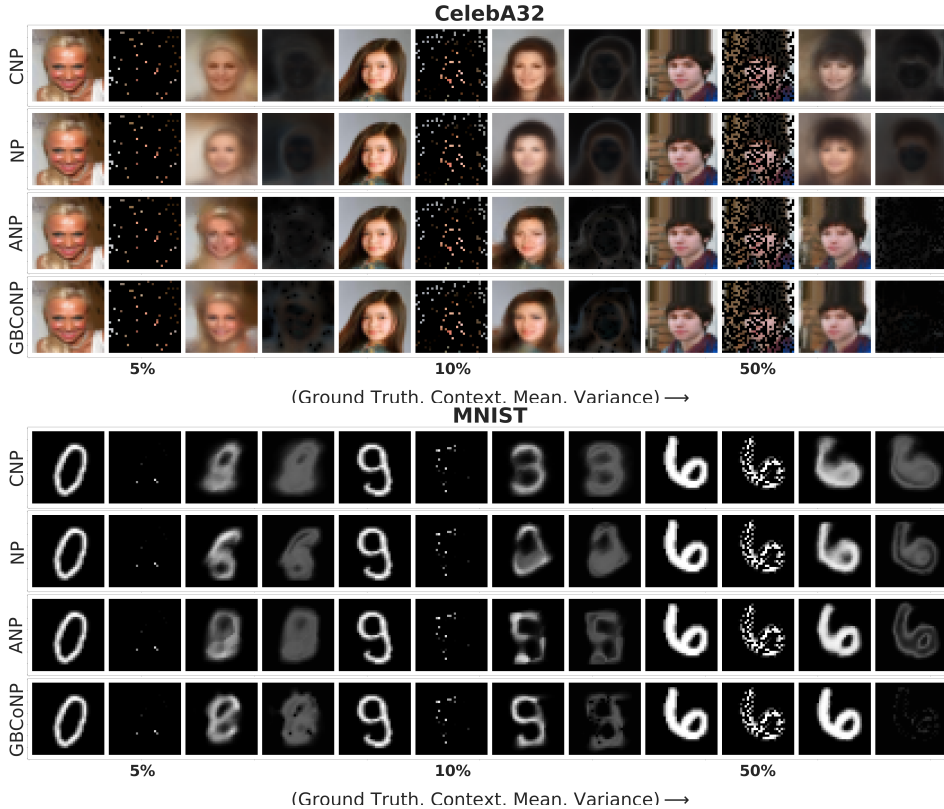 CelebA32
CNP
NP
ANP
GBCoNP
5% 10% 50%
(Ground Truth, Context, Mean, Variance) →
MNIST
CNP
NP
ANP
GBCoNP
5% 10% 50%
(Ground Truth, Context, Mean, Variance) →